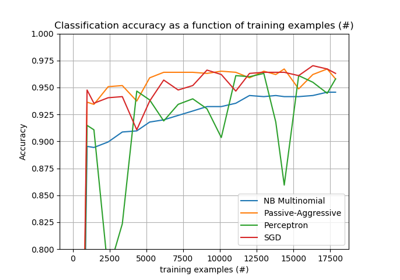 Classification accuracy as a function of training examples (#)
1.000
0.975
0.950
0.925
0.900
0.875
0.850
0.825
0.800
Accuracy
NB Multinomial
Passive-Aggressive
Perceptron
SGD
0 2500 5000 7500 10000 12500 15000 17500
training examples (#)